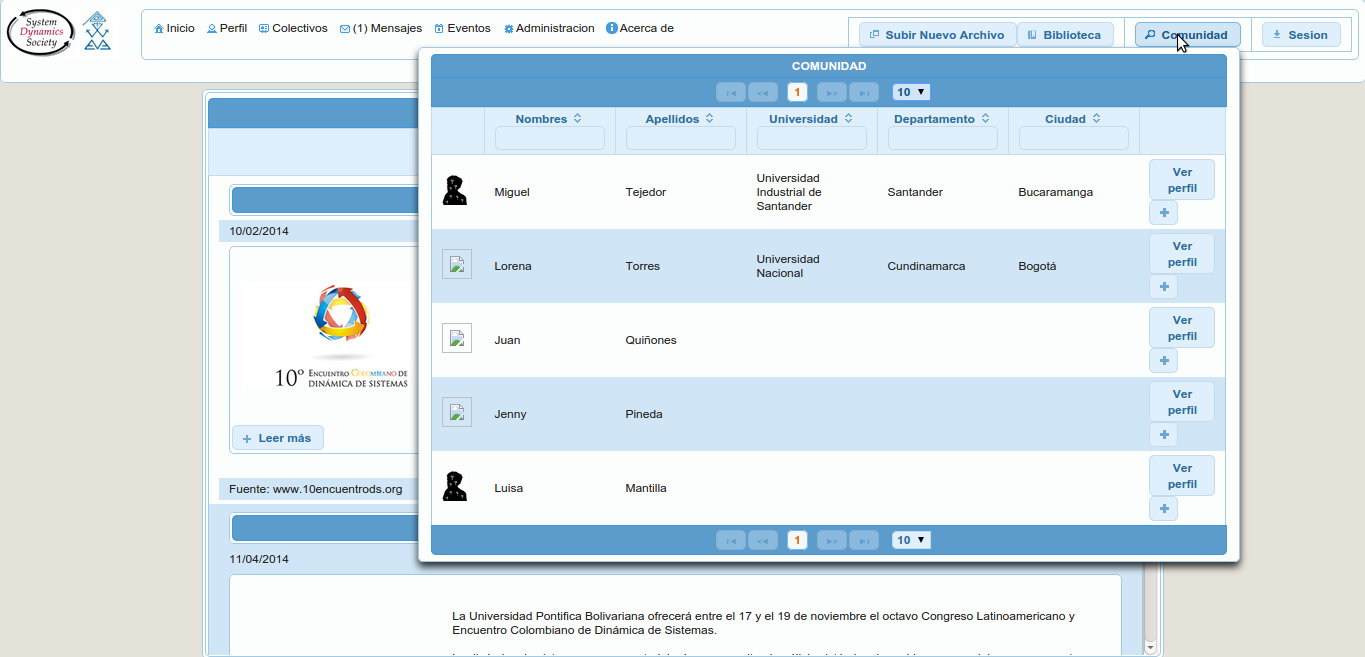 System
Dynamics
Society
Inicio
Perfil
Colectivos
(1) Mensajes
Eventos
Administracion
Acerca de
Subir Nuevo Archivo
Biblioteca
Comunidad
Sesion
COMUNIDAD
1
10
Nombres
Apellidos
Universidad
Departamento
Ciudad
Miguel
Tejedor
Universidad
Industrial de
Santander
Santander
Bucaramanga
Ver
perfil
Lorena
Torres
Universidad
Nacional
Cundinamarca
Bogotá
Ver
perfil
Juan
Quiñones
Ver
perfil
Jenny
Pineda
Ver
perfil
Luisa
Mantilla
Ver
perfil
1
10
10/02/2014
10° ENCUENTRO COLOMBIANO DE
DINÁMICA DE SISTEMAS
Leer más
Fuente: www.10encuentrods.org
11/04/2014
La Universidad Pontifica Bolivariana ofrecerá entre el 17 y el 19 de noviembre el octavo Congreso Latinoamericano y
Encuentro Colombiano de Dinámica de Sistemas.